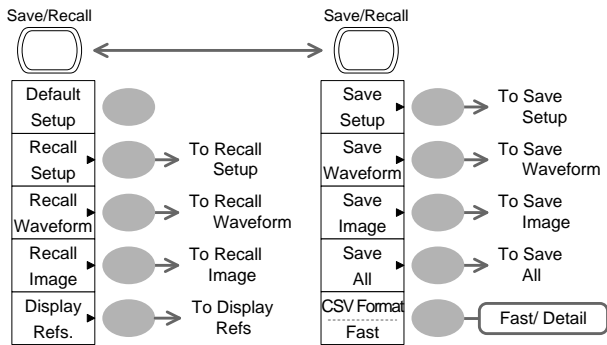 Save/Recall
Default
Setup
To Recall
Recall
Setup
Setup
To Recall
Recall
Waveform
Waveform
To Recall
Recall
Image
Image
To Display
Display
Refs
Refs.
Save/Recall
To Save
Save
Setup
Setup
To Save
Save
Waveform
Waveform
To Save
Save
Image
Image
To Save
Save
All
All
CSV Format
Fast/ Detail
Fast